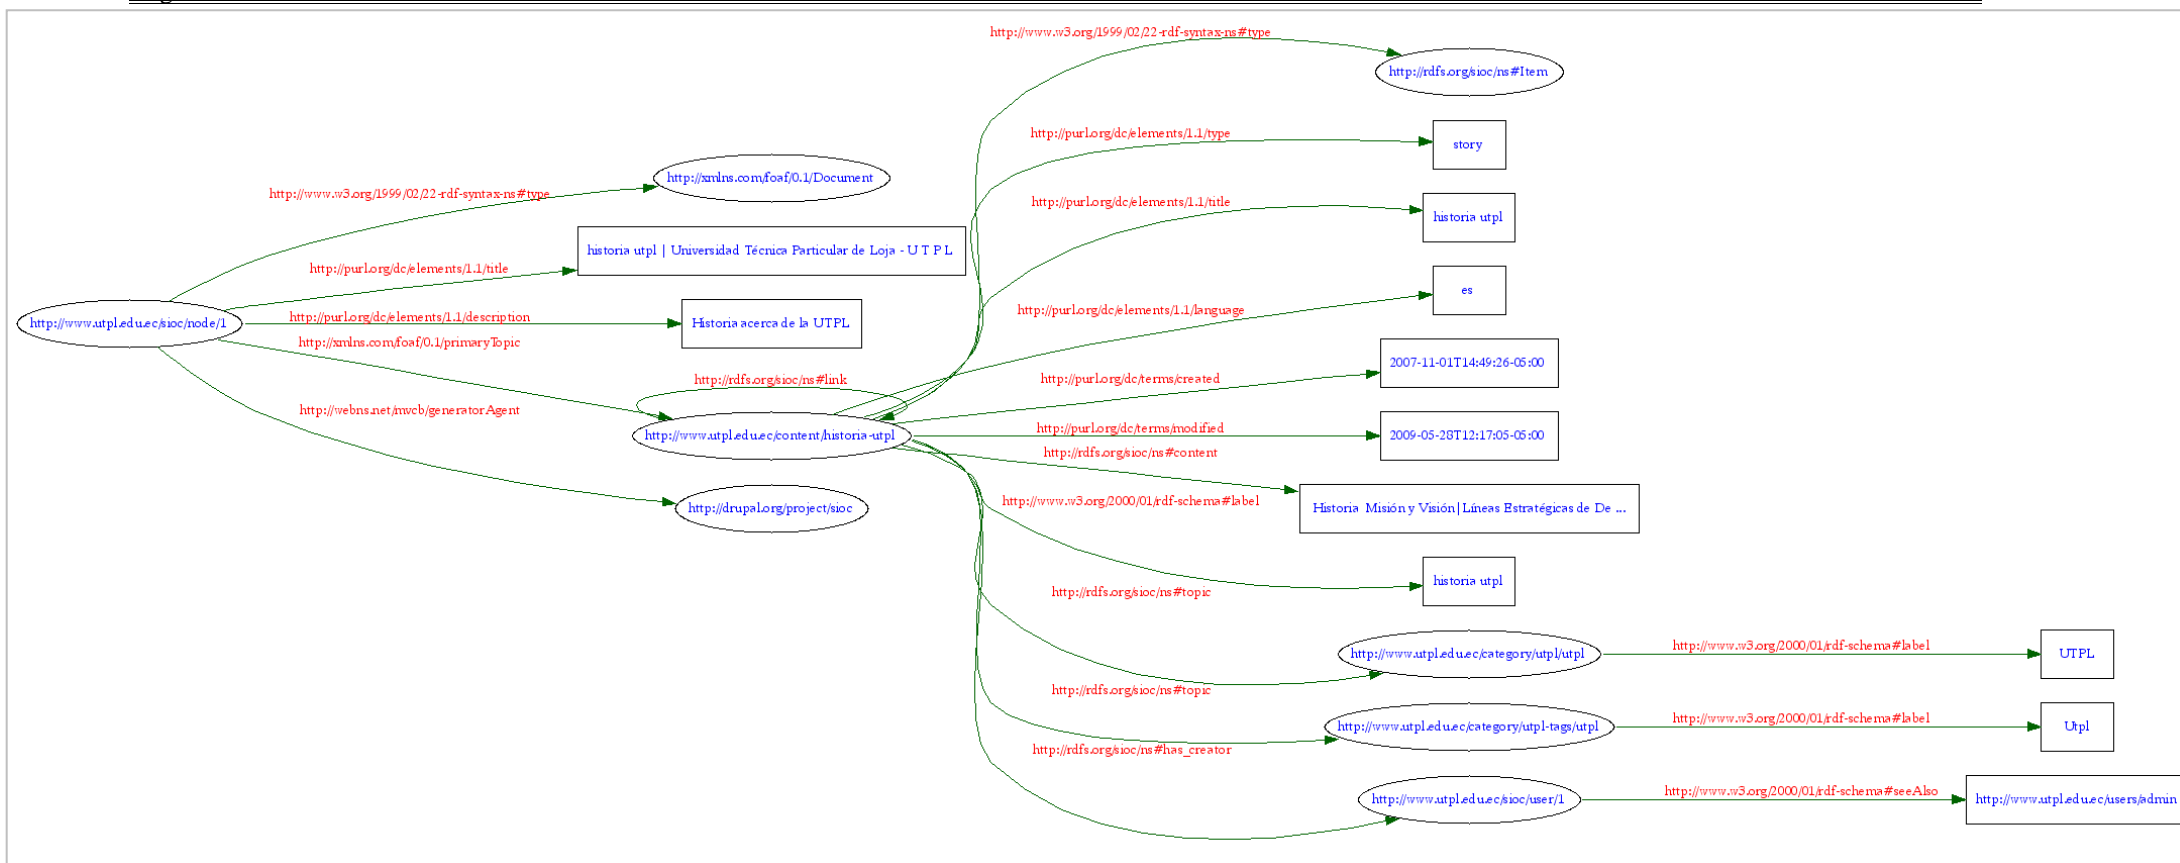 http://www.w3.org/1999/02/22-rdf-syntax-ns#type
http://rdfs.org/sioc/ns#Item
http://purl.org/dc/elements/1.1/type
story
http://xmlns.com/foaf/0.1/Document
http://www.w3.org/1999/02/22-rdf-syntax-ns#type
http://purl.org/dc/elements/1.1/title
historia utpl
historia utpl | Universidad Técnica Particular de Loja - U T P L
http://purl.org/dc/elements/1.1/title
es
http://purl.org/dc/elements/1.1/language
http://www.utpl.edu.ec/sioc/node/1
http://purl.org/dc/elements/1.1/description
Historia acerca de la UTPL
http://xmlns.com/foaf/0.1/primaryTopic
2007-11-01T14:49:26-05:00
http://rdfs.org/sioc/ns#link
http://purl.org/dc/terms/created
http://webns.net/mvcb/generatorAgent
http://www.utpl.edu.ec/content/historia-utpl
http://purl.org/dc/terms/modified
2009-05-28T12:17:05-05:00
http://rdfs.org/sioc/ns#content
http://drupal.org/project/sioc
http://www.w3.org/2000/01/rdf-schema#label
Historia Misión y Visión|Líneas Estratégicas de De ...
historia utpl
http://rdfs.org/sioc/ns#topic
http://www.utpl.edu.ec/category/utpl/utpl
http://www.w3.org/2000/01/rdf-schema#label
UTPL
http://rdfs.org/sioc/ns#topic
http://www.utpl.edu.ec/category/utpl-tags/utpl
http://www.w3.org/2000/01/rdf-schema#label
Utpl
http://rdfs.org/sioc/ns#has_creator
http://www.utpl.edu.ec/sioc/user/1
http://www.w3.org/2000/01/rdf-schema#seeAlso
http://www.utpl.edu.ec/users/admin